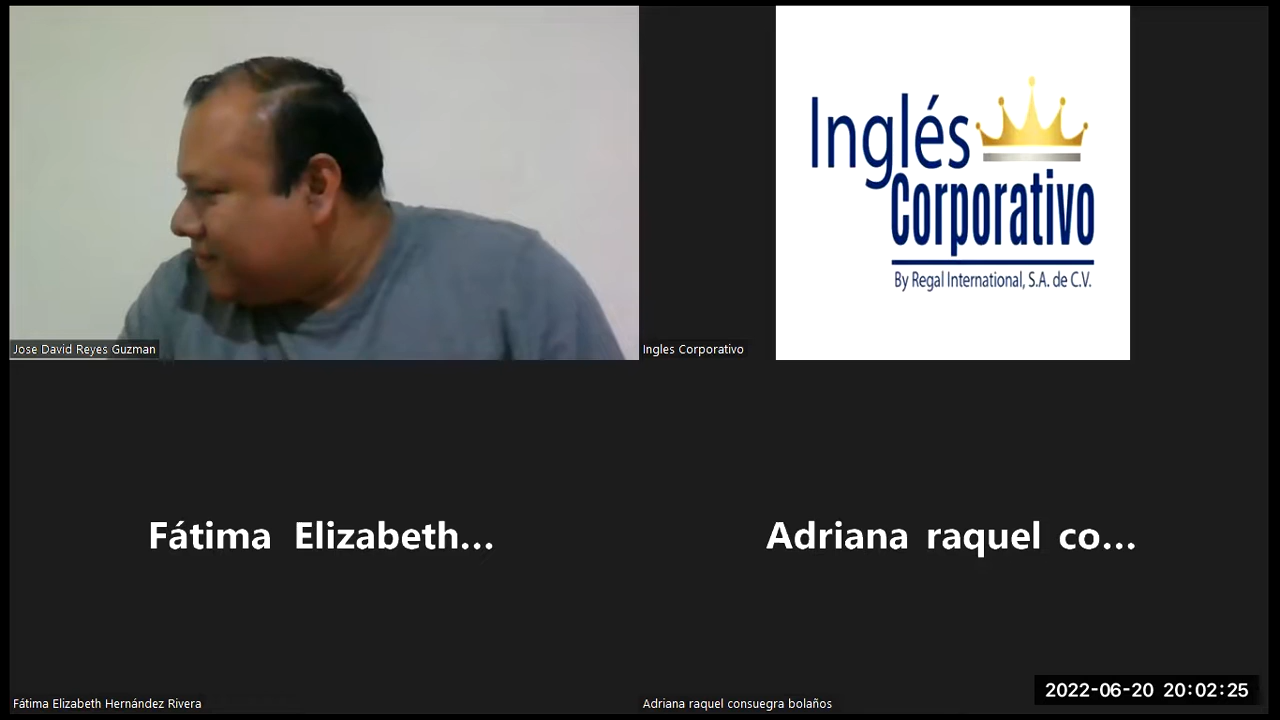 Inglés
Corporativo
By Regal International, S.A. de C.V.
Jose David Reyes Guzman
Ingles Corporativo
Fátima Elizabeth...
Adriana raquel co...
2022-06-20 20:02:25
Fátima Elizabeth Hernández Rivera
Adriana raquel consuegra bolaños